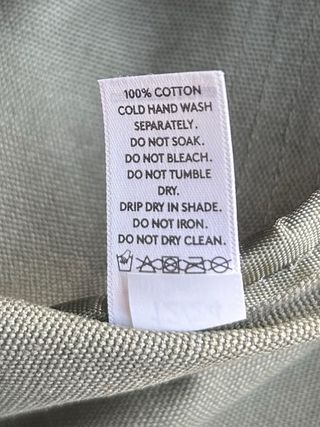 100% COTTON
COLD HAND WASH
SEPARATELY.
DO NOT SOAK.
DO NOT BLEACH.
DO NOT TUMBLE
DRY.
DRIP DRY IN SHADE.
DO NOT IRON.
DO NOT DRY CLEAN.